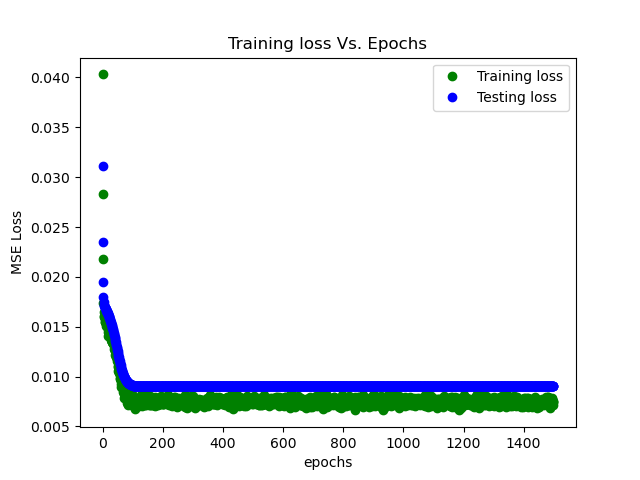 Training loss Vs. Epochs
0.040
0.035
0.030
0.025
0.020
0.015
0.010
0.005
MSE Loss
Training loss
Testing loss
0 200 400 600 800 1000 1200 1400
epochs